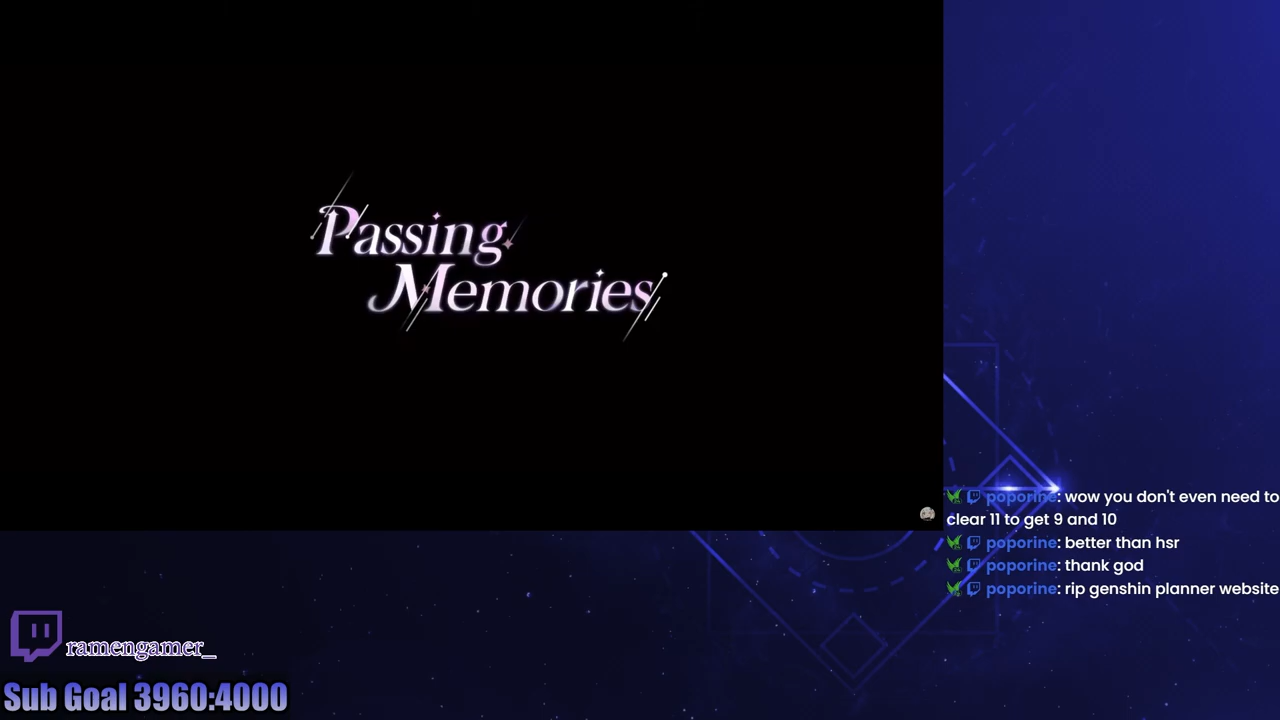 Passing
Memories
poporine: wow you don't even need to
clear 11 to get 9 and 10
poporine: better than hsr
poporine: thank god
poporine: rip genshin planner website
ramengamer_
Sub Goal 3960:4000